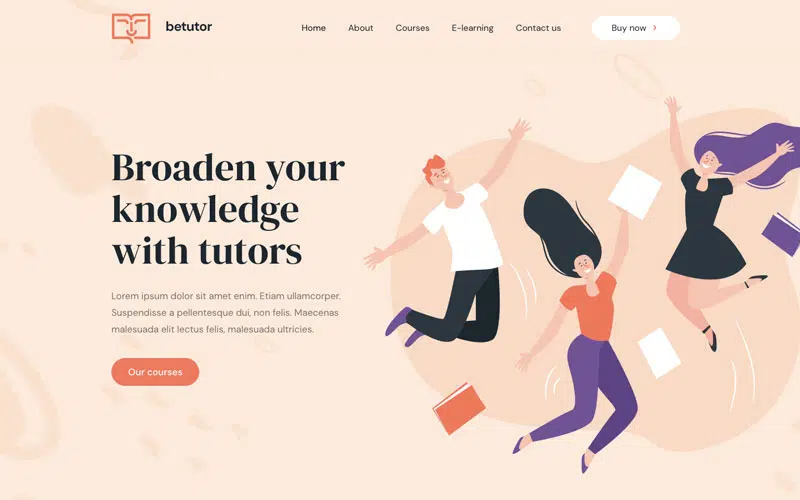 betutor
Home About Courses E-learning Contact us Buy now
Broaden your
knowledge
with tutors
Lorem ipsum dolor sit amet enim. Etiam ullamcorper.
Suspendisse a pellentesque dui, non felis. Maecenas
malesuada elit lectus felis, malesuada ultricies.
Our courses